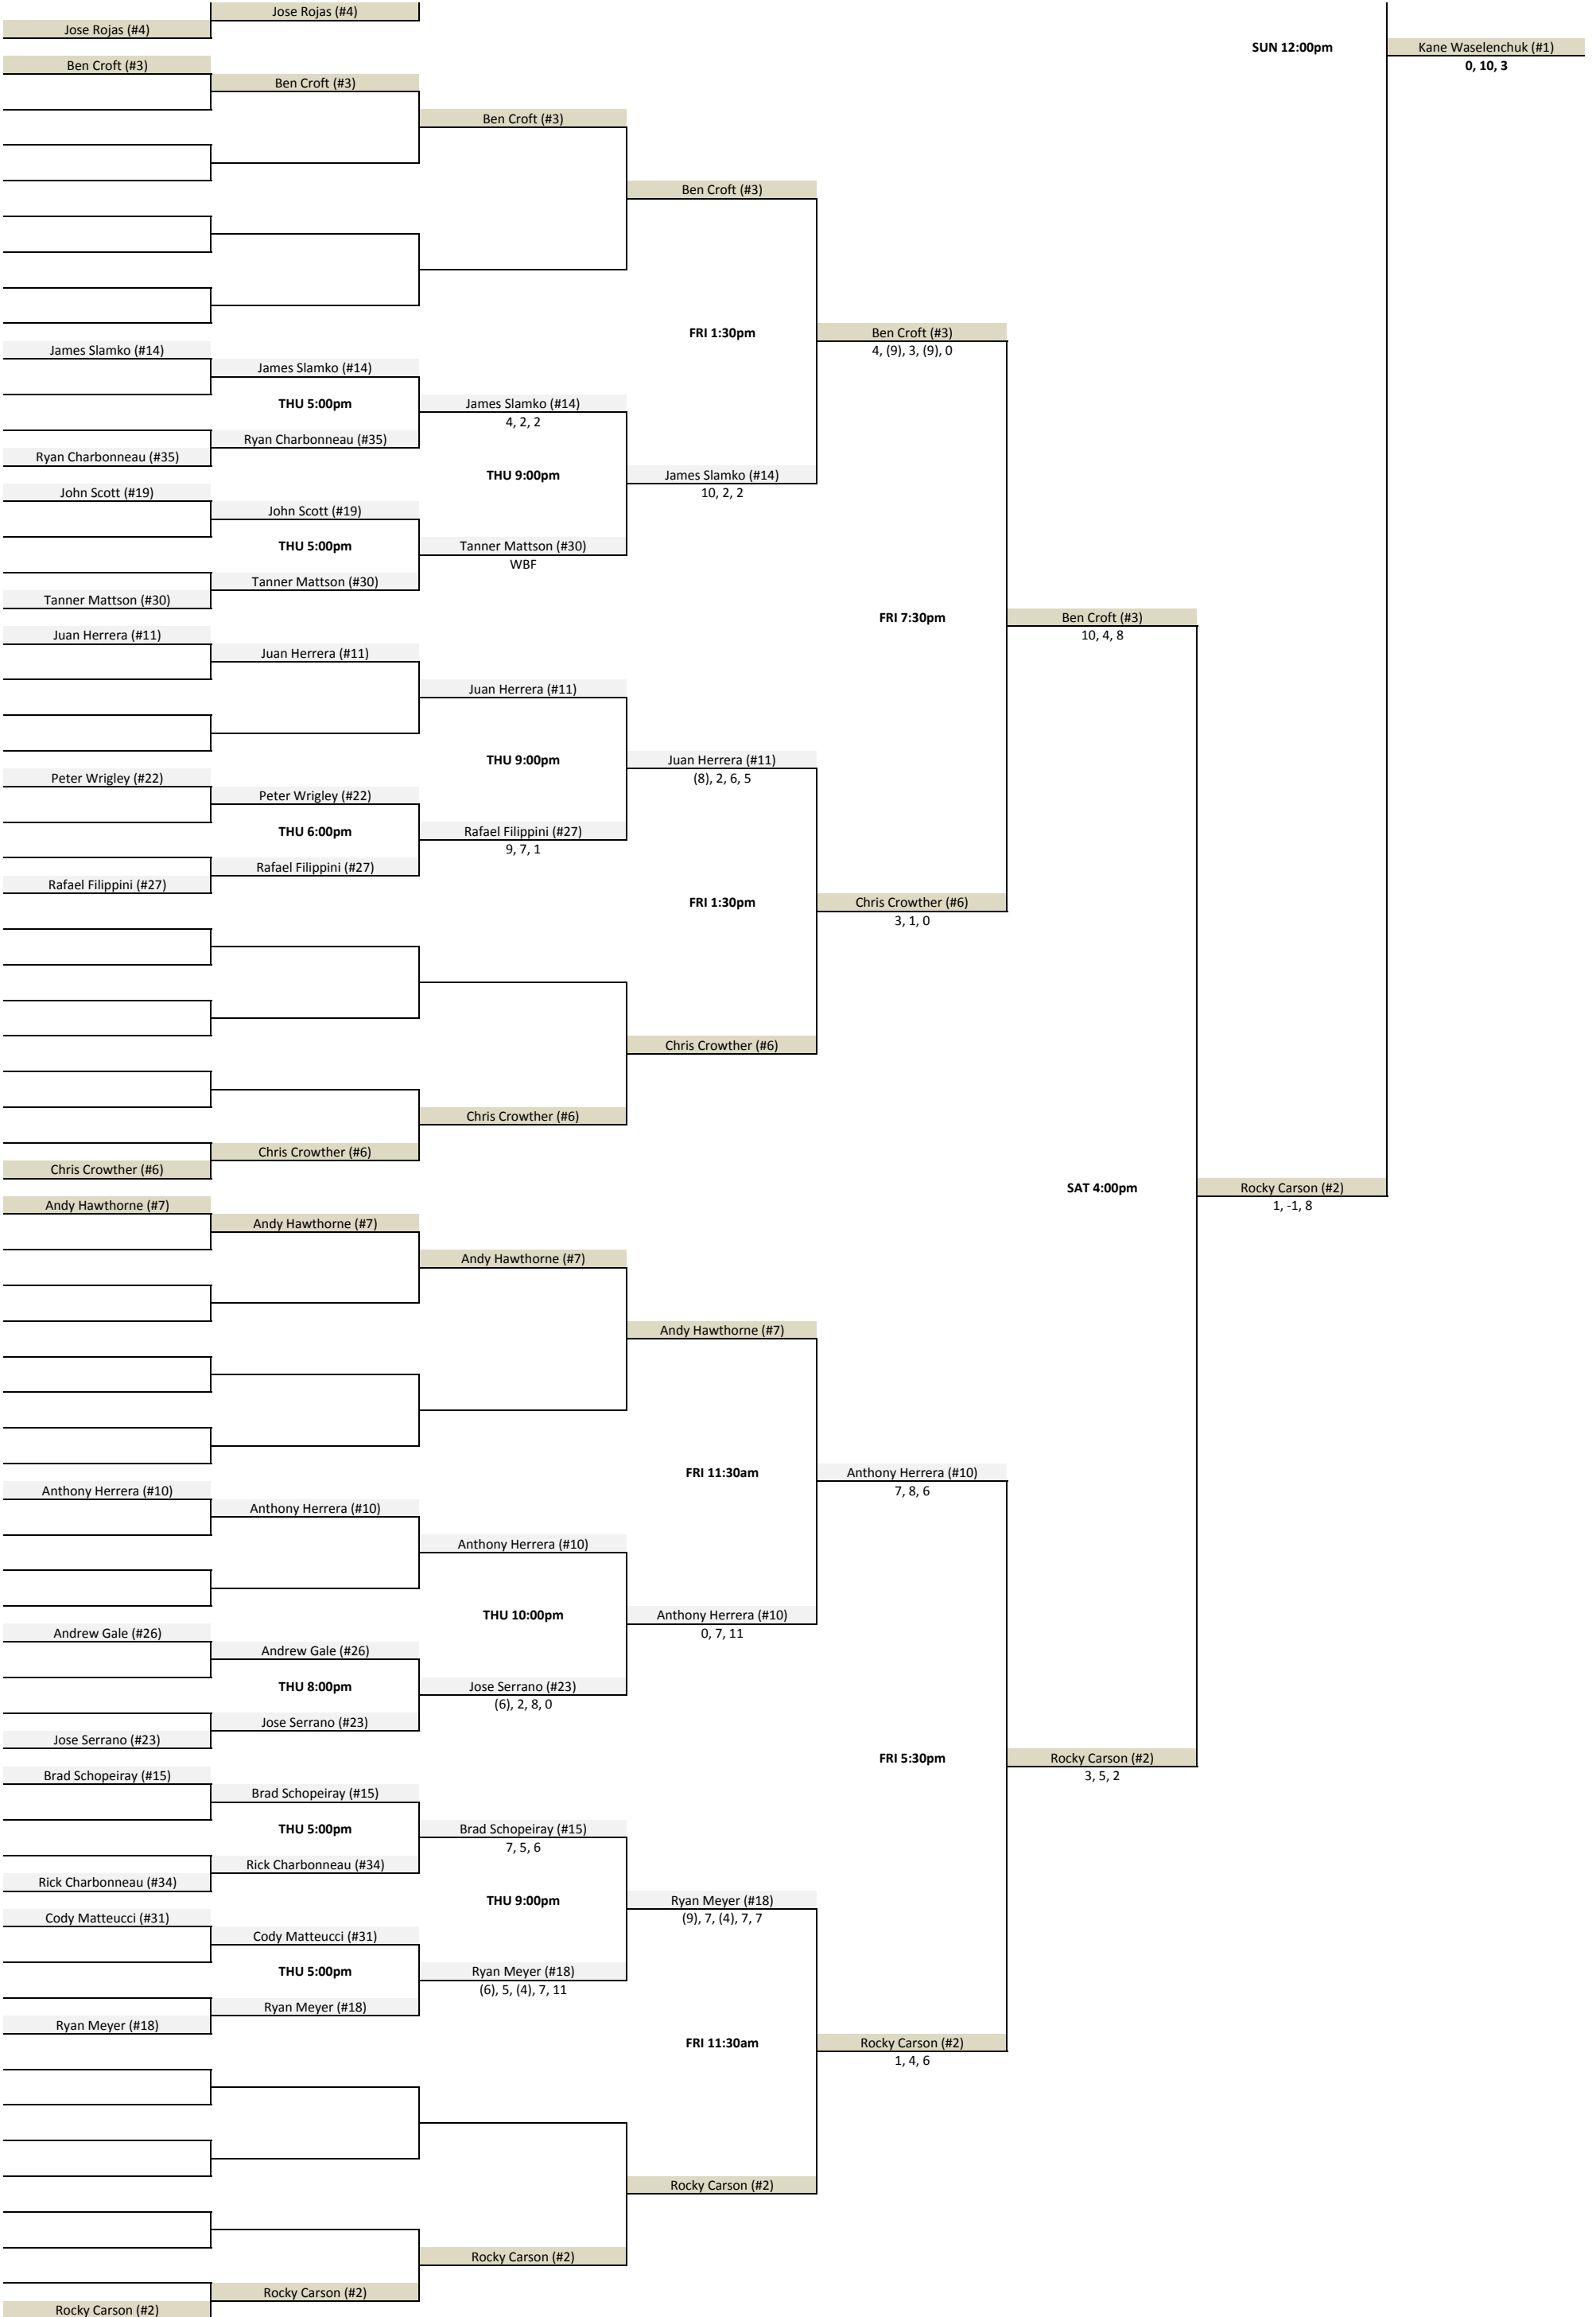 Jose Rojas (#4)
Jose Rojas (#4)
SUN 12:00pm
Kane Waselenchuk (#1)
0, 10, 3
Ben Croft (#3)
Ben Croft (#3)
Ben Croft (#3)
Ben Croft (#3)
FRI 1:30pm
Ben Croft (#3)
4, (9), 3, (9), 0
James Slamko (#14)
James Slamko (#14)
THU 5:00pm
James Slamko (#14)
4, 2, 2
Ryan Charbonneau (#35)
Ryan Charbonneau (#35)
THU 9:00pm
James Slamko (#14)
10, 2, 2
John Scott (#19)
John Scott (#19)
THU 5:00pm
Tanner Mattson (#30)
WBF
Tanner Mattson (#30)
Tanner Mattson (#30)
FRI 7:30pm
Ben Croft (#3)
10, 4, 8
Juan Herrera (#11)
Juan Herrera (#11)
Juan Herrera (#11)
THU 9:00pm
Juan Herrera (#11)
(8), 2, 6, 5
Peter Wrigley (#22)
Peter Wrigley (#22)
THU 6:00pm
Rafael Filippini (#27)
9, 7, 1
Rafael Filippini (#27)
Rafael Filippini (#27)
FRI 1:30pm
Chris Crowther (#6)
3, 1, 0
Chris Crowther (#6)
Chris Crowther (#6)
Chris Crowther (#6)
Chris Crowther (#6)
SAT 4:00pm
Rocky Carson (#2)
1, -1, 8
Andy Hawthorne (#7)
Andy Hawthorne (#7)
Andy Hawthorne (#7)
Andy Hawthorne (#7)
FRI 11:30am
Anthony Herrera (#10)
7, 8, 6
Anthony Herrera (#10)
Anthony Herrera (#10)
Anthony Herrera (#10)
THU 10:00pm
Anthony Herrera (#10)
0, 7, 11
Andrew Gale (#26)
Andrew Gale (#26)
THU 8:00pm
Jose Serrano (#23)
(6), 2, 8, 0
Jose Serrano (#23)
Jose Serrano (#23)
FRI 5:30pm
Rocky Carson (#2)
3, 5, 2
Brad Schopeiray (#15)
Brad Schopeiray (#15)
THU 5:00pm
Brad Schopeiray (#15)
7, 5, 6
Rick Charbonneau (#34)
Rick Charbonneau (#34)
THU 9:00pm
Ryan Meyer (#18)
(9), 7, (4), 7, 7
Cody Matteucci (#31)
Cody Matteucci (#31)
THU 5:00pm
Ryan Meyer (#18)
(6), 5, (4), 7, 11
Ryan Meyer (#18)
Ryan Meyer (#18)
FRI 11:30am
Rocky Carson (#2)
1, 4, 6
Rocky Carson (#2)
Rocky Carson (#2)
Rocky Carson (#2)
Rocky Carson (#2)